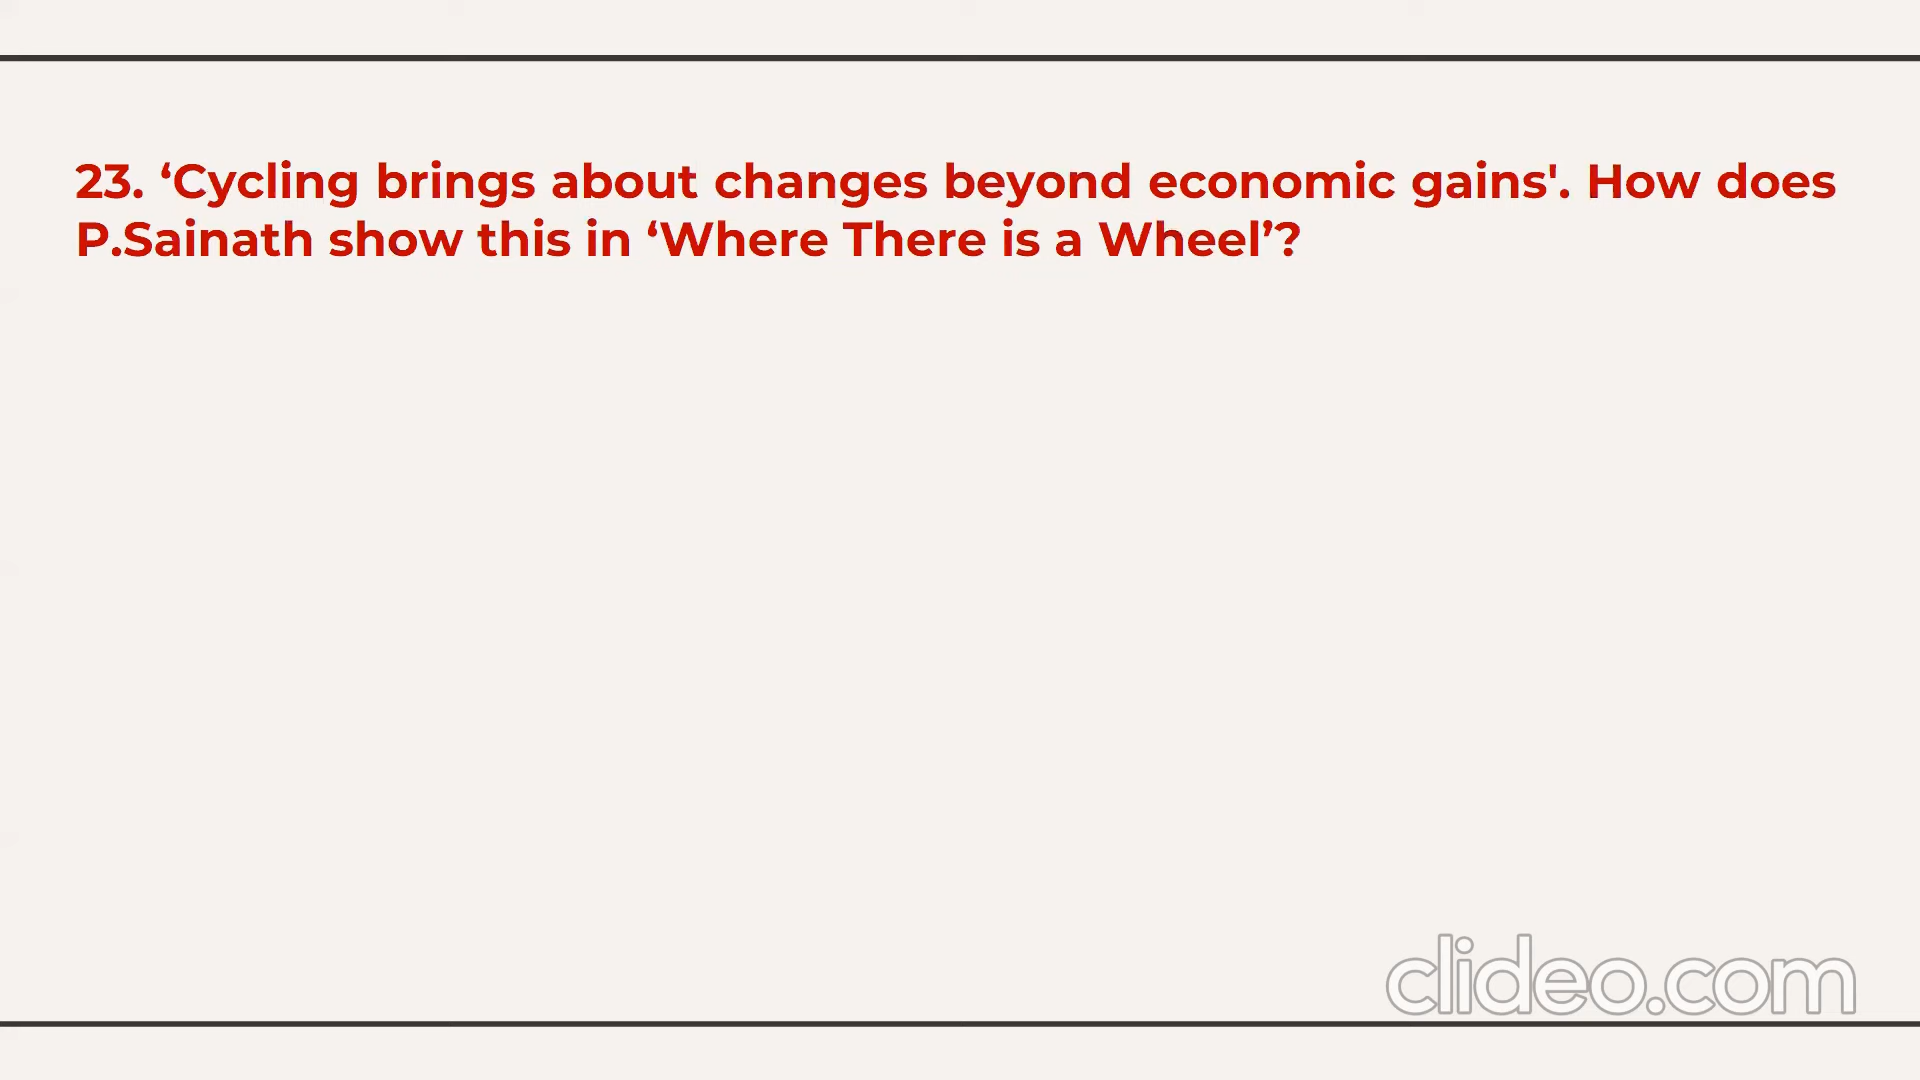 23. ‘Cycling brings about changes beyond economic gains'. How does
P.Sainath show this in ‘Where There is a Wheel’?
clideo.com